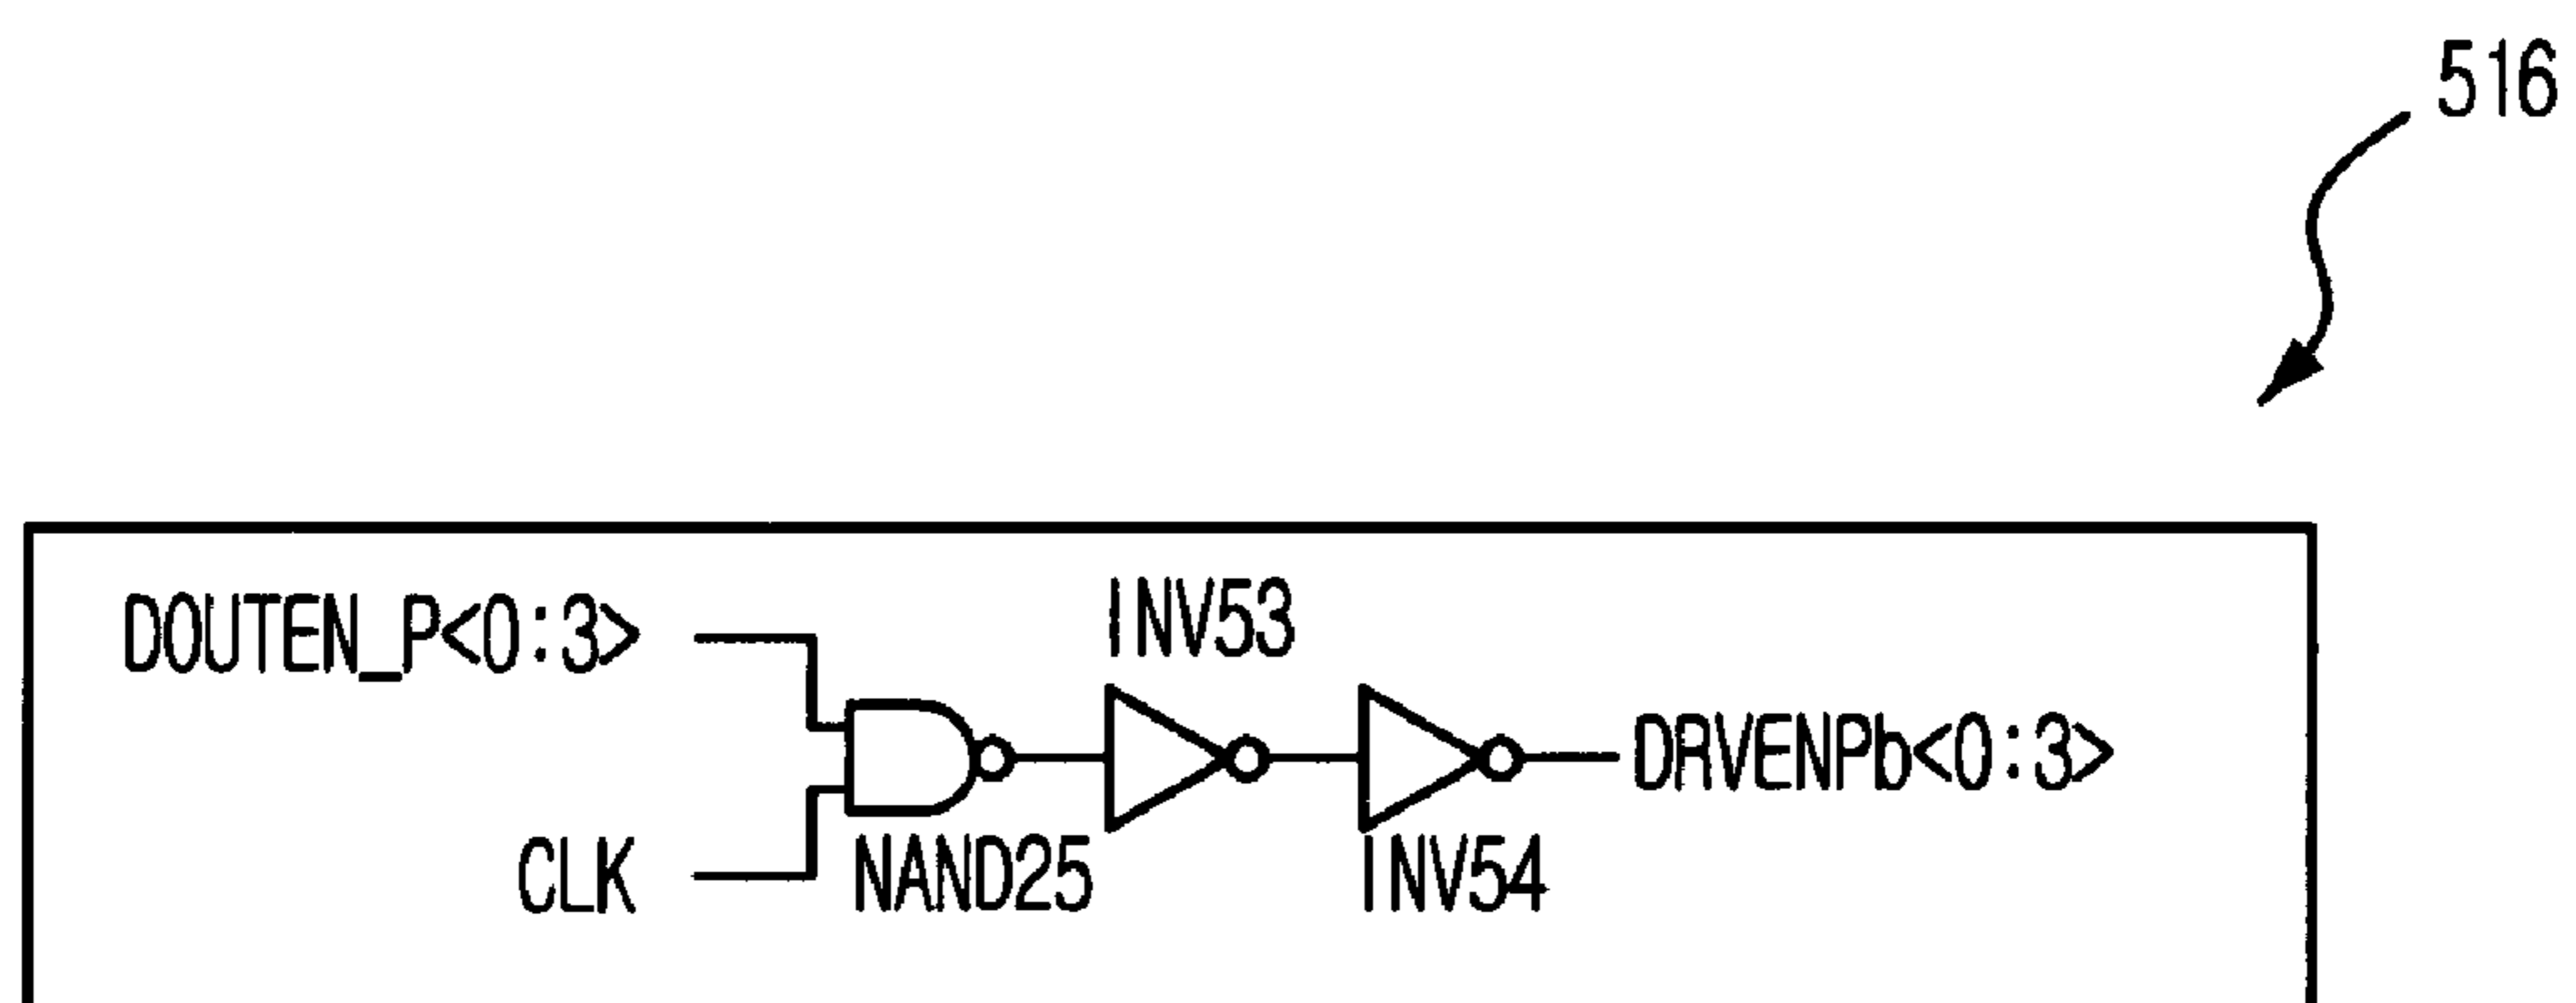 516
DOUTEN_P<0:3>
INV53
DRVENPb<0:3>
CLK
NAND25
INV54